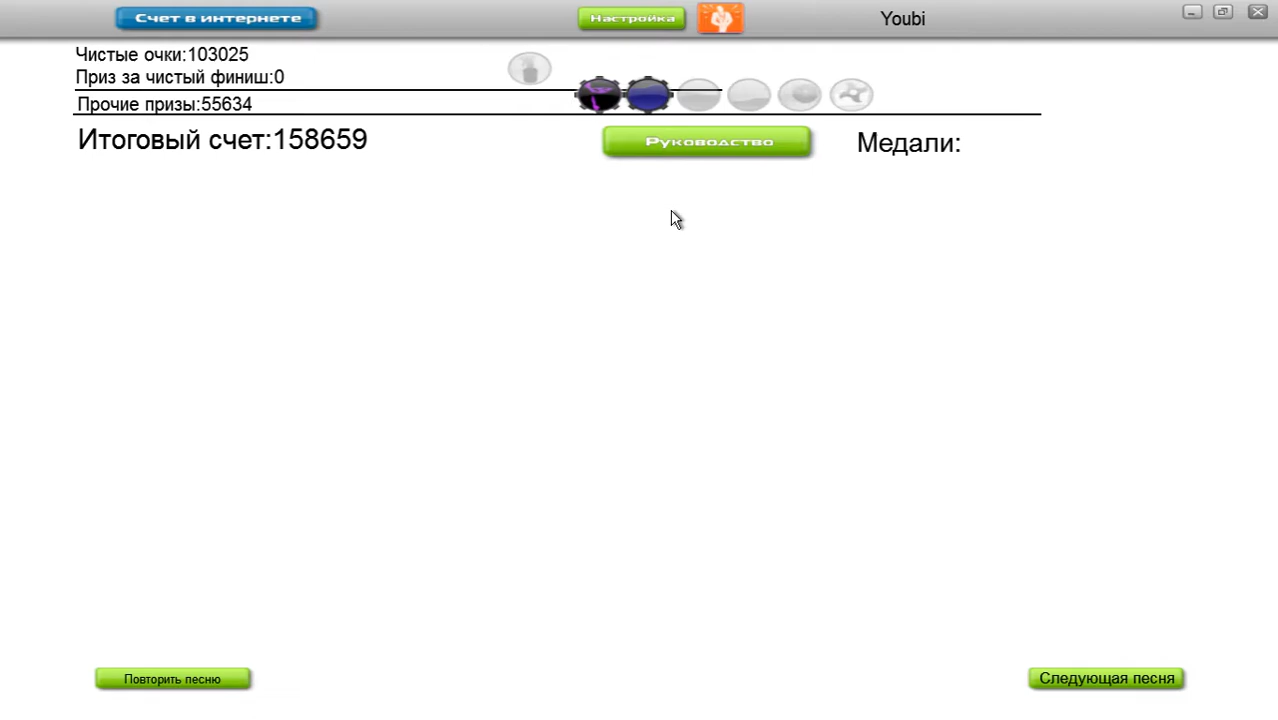 Счет в интернете
Настройка
Youbi
Чистые очки:103025
Приз за чистый финиш:0
Прочие призы:55634
Итоговый счет:158659
Руководство
Медали:
Повторить песню
Следующая песня